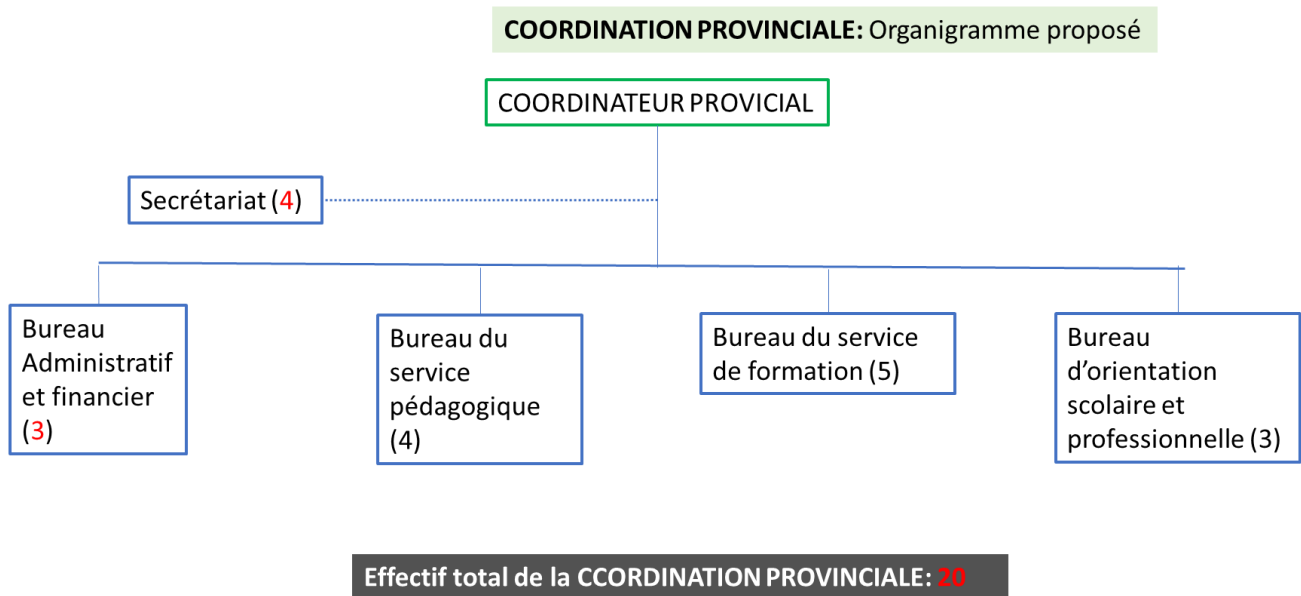 COORDINATION PROVINCIALE: Organigramme proposé
COORDINATEUR PROVICIAL
Secrétariat (4)
Bureau
Administratif
et financier
(3)
Bureau du
service
pédagogique
(4)
Bureau du service
de formation (5)
Bureau
d’orientation
scolaire et
professionnelle (3)
Effectif total de la CCORDINATION PROVINCIALE: 20